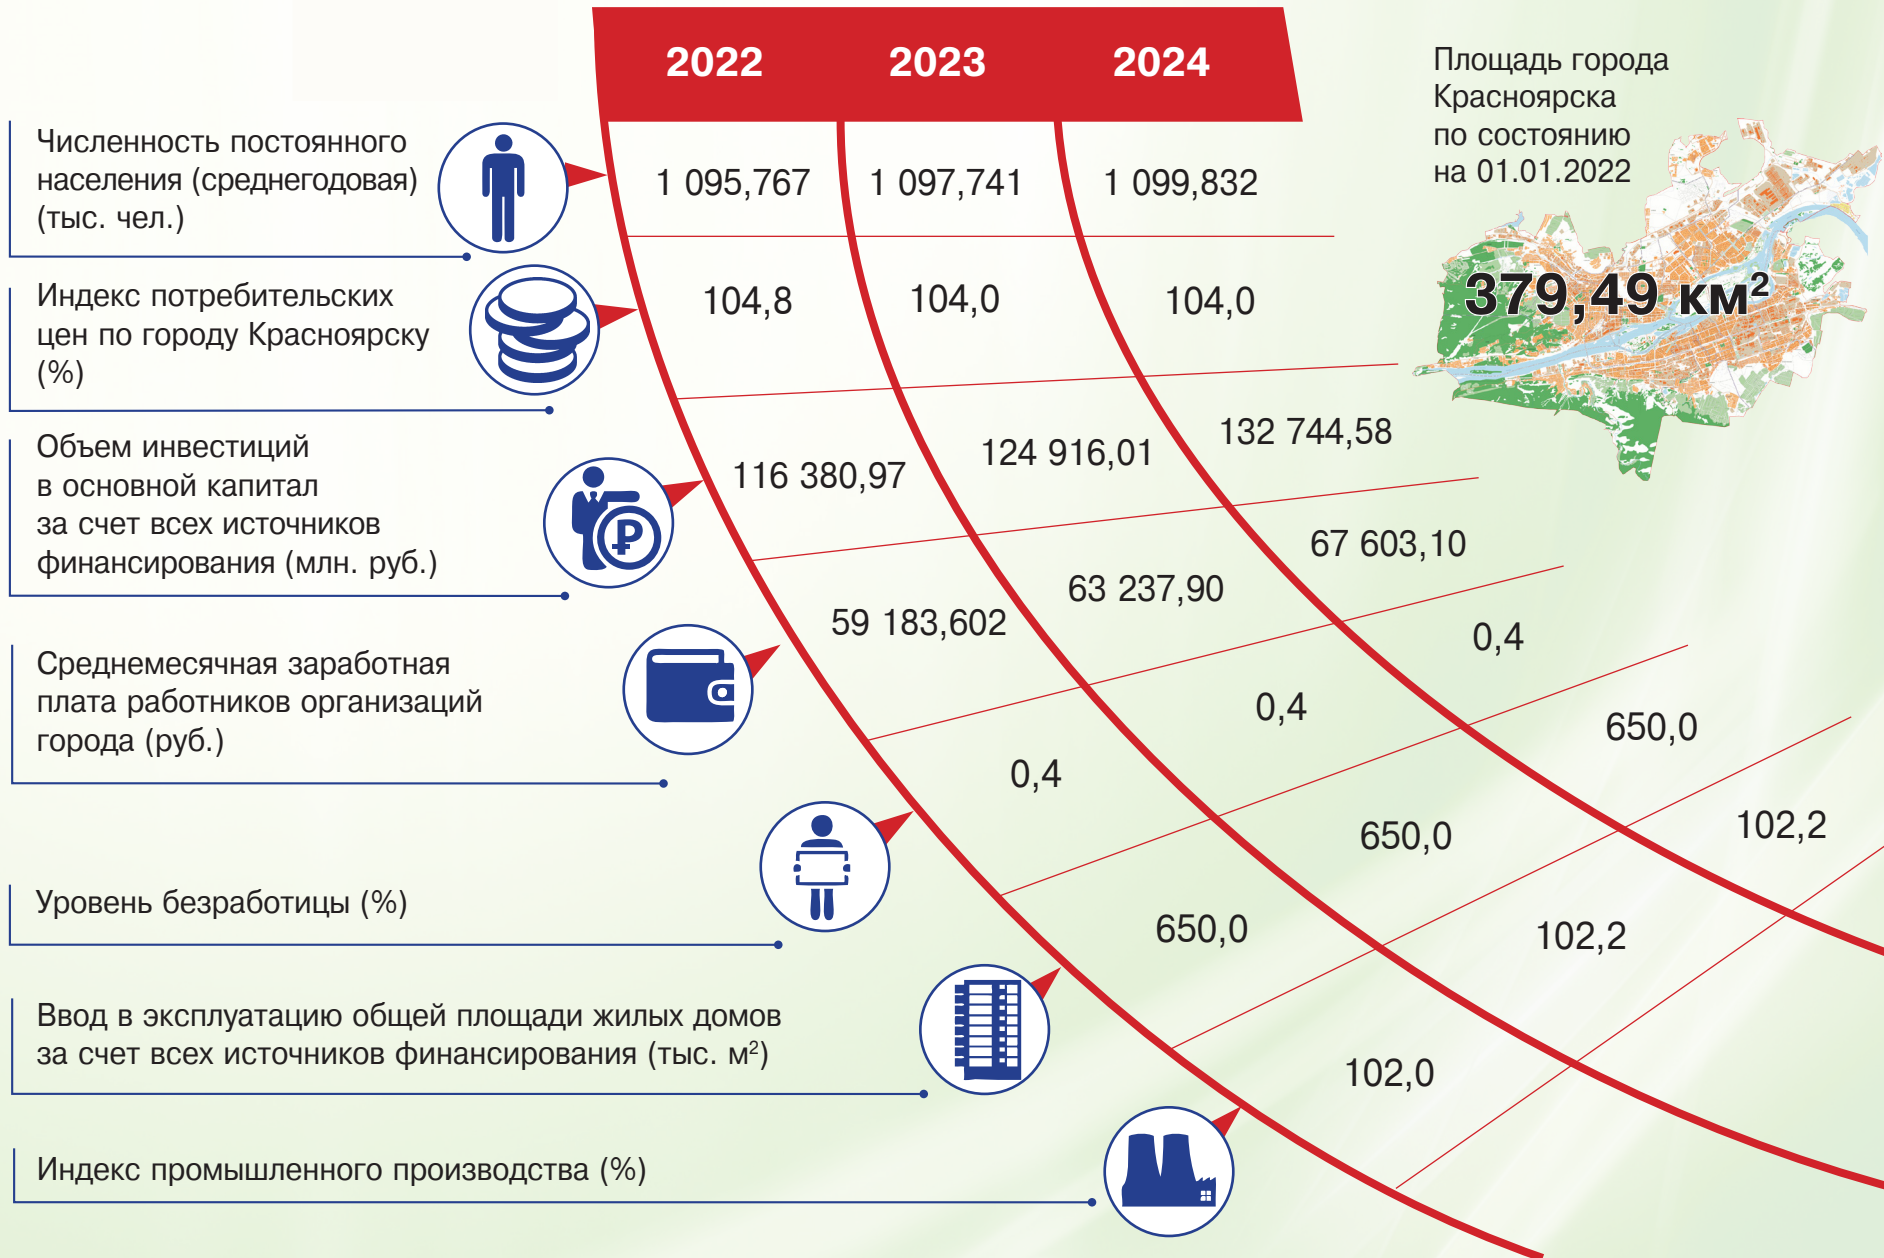 2022 2023 2024
Площадь города
Красноярска
по состоянию
на 01.01.2022
379,49 км²
Численность постоянного
населения (среднегодовая)
(тыс. чел.)
1 095,767 1 097,741 1 099,832
Индекс потребительских
цен по городу Красноярску
(%)
104,8 104,0 104,0
Объем инвестиций
в основной капитал
за счет всех источников
финансирования (млн. руб.)
116 380,97 124 916,01 132 744,58
Среднемесячная заработная
плата работников организаций
города (руб.)
59 183,602 63 237,90 67 603,10
Уровень безработицы (%)
0,4 0,4 0,4
Ввод в эксплуатацию общей площади жилых домов
за счет всех источников финансирования (тыс. м²)
650,0 650,0 650,0
Индекс промышленного производства (%)
102,0 102,2 102,2